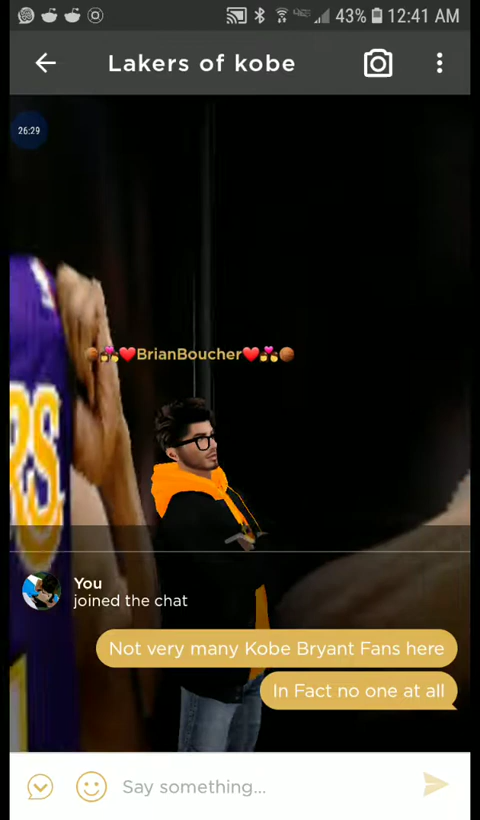 43% 12:41 AM
Lakers of kobe
26:29
RS
🏀💏❤️BrianBoucher❤️💏🏀
You
joined the chat
Not very many Kobe Bryant Fans here
In Fact no one at all
Say something...